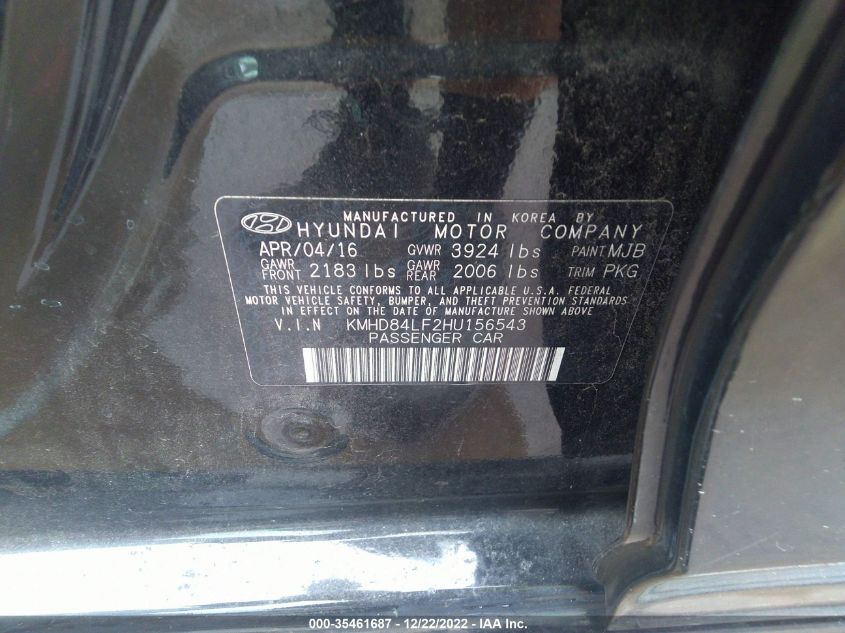 MANUFACTURED IN KOREA BY
HYUNDAI MOTOR COMPANY
APR/04/16 GVWR 3924 lbs PAINT MJB
GAWR FRONT 2183 lbs GAWR REAR 2006 lbs TRIM PKG
THIS VEHICLE CONFORMS TO ALL APPLICABLE U.S.A. FEDERAL
MOTOR VEHICLE SAFETY, BUMPER, AND THEFT PREVENTION STANDARDS
IN EFFECT ON THE DATE OF MANUFACTURE SHOWN ABOVE
V.I.N KMHD84LF2HU156543
PASSENGER CAR
000-35461687 - 12/22/2022 - IAA Inc.